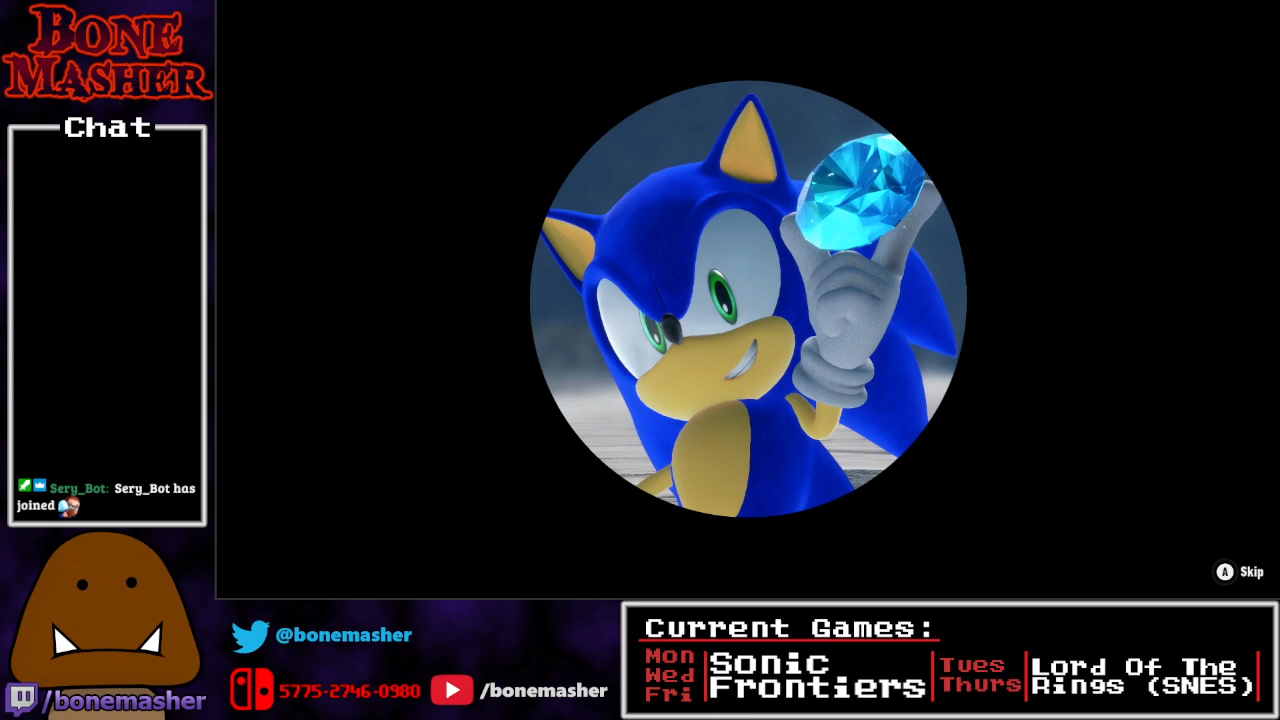 BONE
MASHER
Chat
Sery_Bot: Sery_Bot has
joined
A Skip
/bonemasher
@bonemasher
5775-2746-0980
/bonemasher
Current Games:
Mon
Wed
Fri
Sonic
Frontiers
Tues
Thurs
Lord Of The
Rings (SNES)